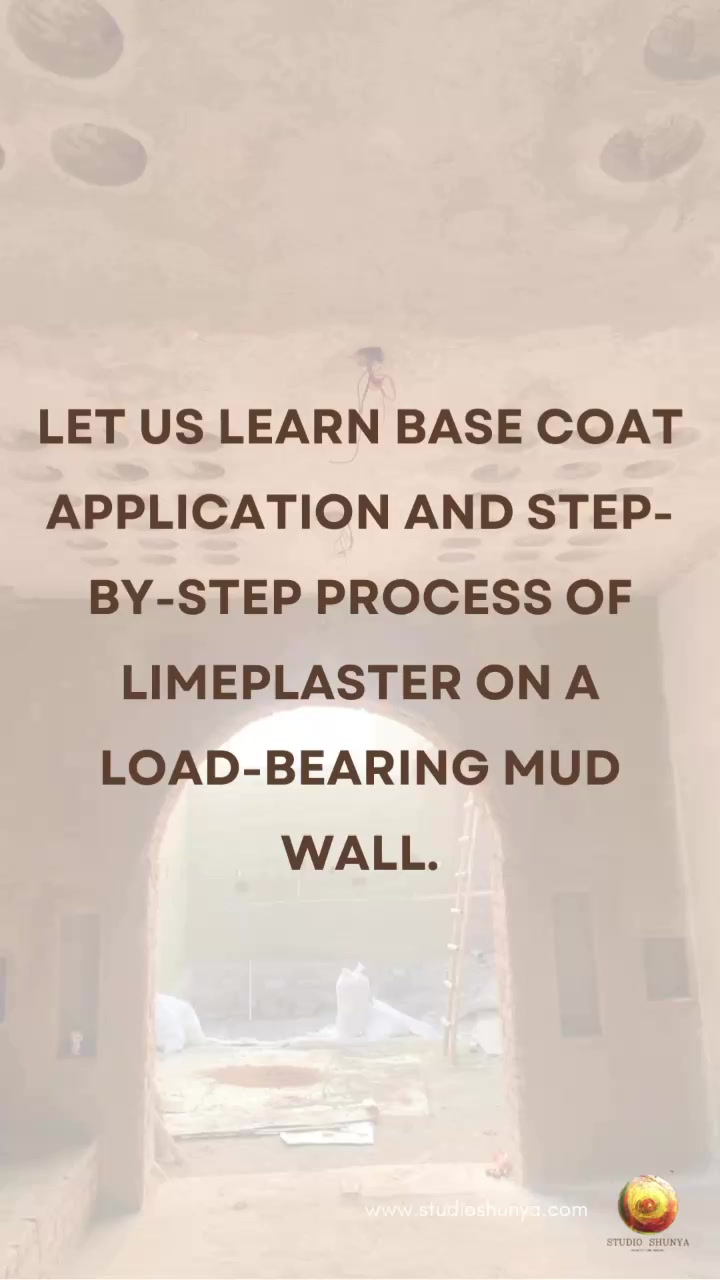 LET US LEARN BASE COAT
APPLICATION AND STEP-
BY-STEP PROCESS OF
LIMEPLASTER ON A
LOAD-BEARING MUD
WALL.
www.studioshunya.com
STUDIO SHUNYA